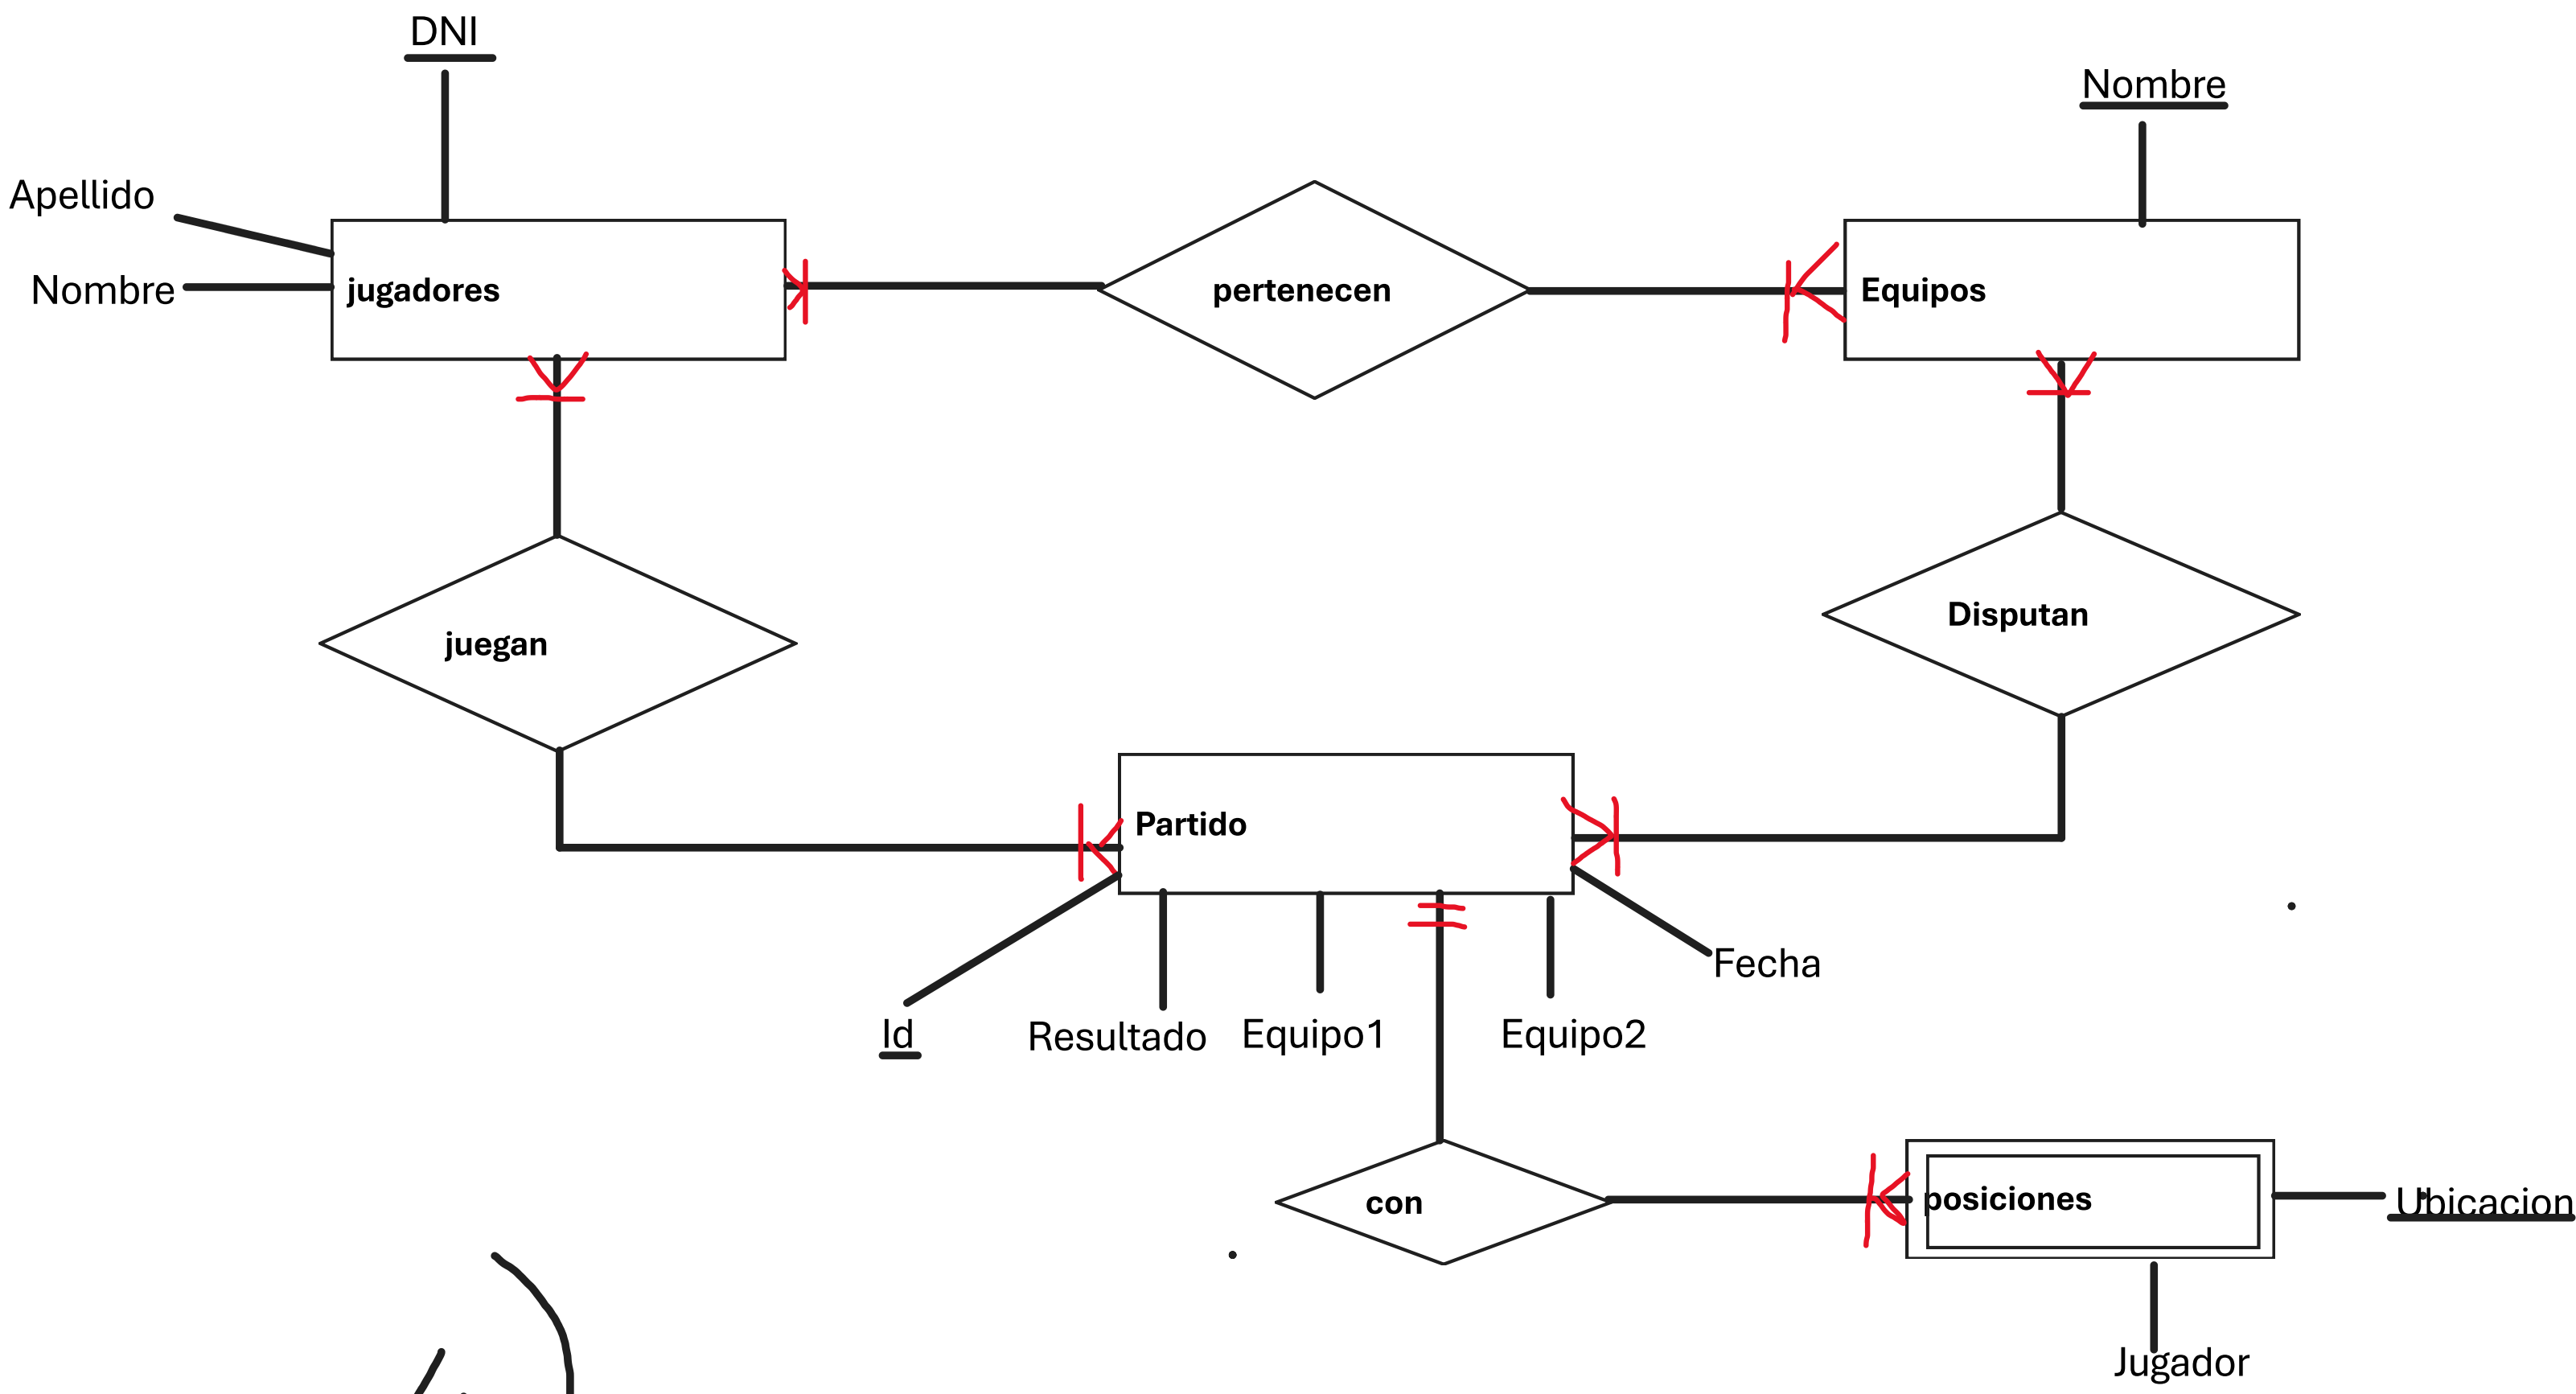 DNI
Nombre
Apellido
Nombre
jugadores
pertenecen
Equipos
juegan
Disputan
Partido
Fecha
Id
Resultado
Equipo1
Equipo2
con
posiciones
Ubicacion
Jugador